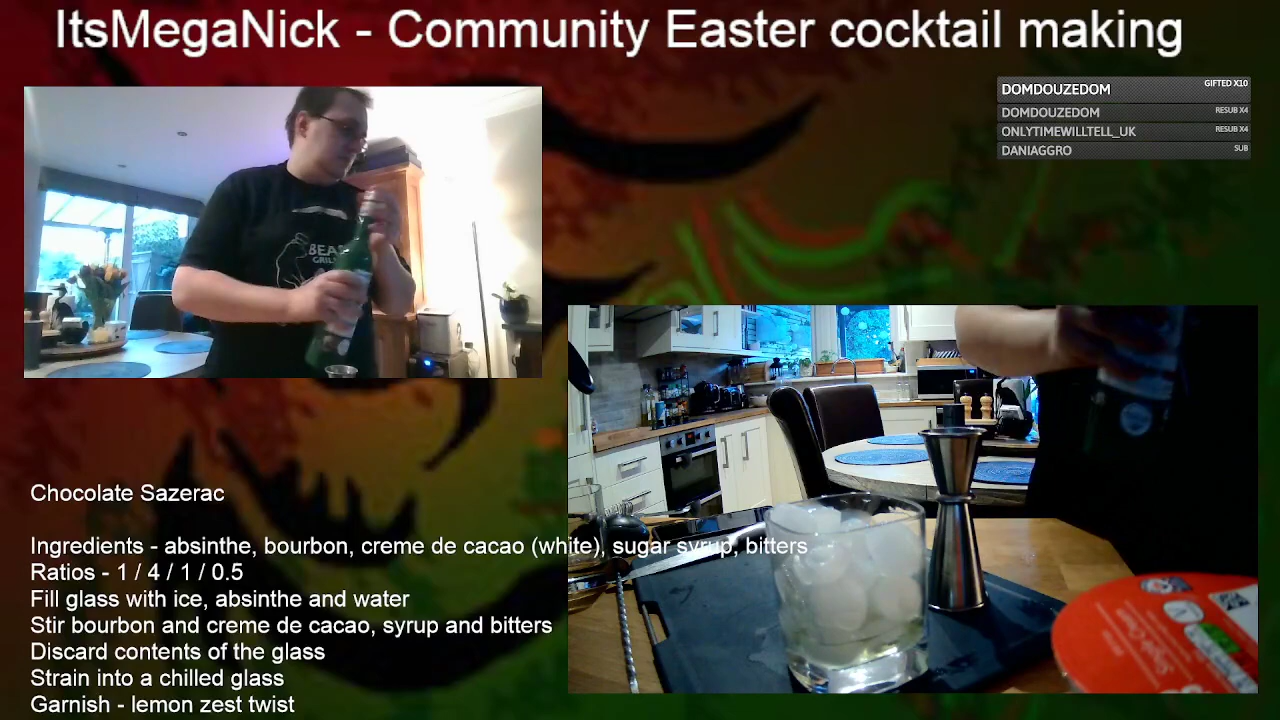 ItsMegaNick - Community Easter cocktail making
DOMDOUZEDOM GIFTED X10
DOMDOUZEDOM RESUB X4
ONLYTIMEWILLTELL_UK RESUB X4
DANIAGGRO SUB
Chocolate Sazerac
Ingredients - absinthe, bourbon, creme de cacao (white), sugar syrup, bitters
Ratios - 1 / 4 / 1 / 0.5
Fill glass with ice, absinthe and water
Stir bourbon and creme de cacao, syrup and bitters
Discard contents of the glass
Strain into a chilled glass
Garnish - lemon zest twist